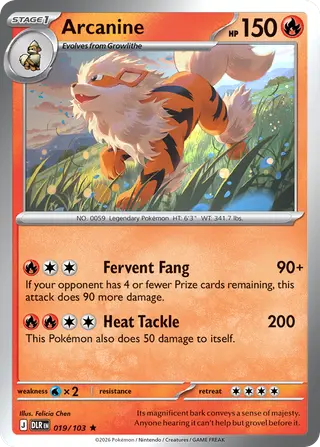 STAGE 1
Arcanine
HP 150
Evolves from Growlithe
NO. 0059 Legendary Pokémon HT: 6'3" WT: 341.7 lbs.
Fervent Fang 90+
If your opponent has 4 or fewer Prize cards remaining, this
attack does 90 more damage.
Heat Tackle 200
This Pokémon also does 50 damage to itself.
weakness ×2 resistance retreat
Illus. Felicia Chen
J DLR EN 019/103 ★
Its magnificent bark conveys a sense of majesty.
Anyone hearing it can't help but grovel before it.
©2026 Pokémon / Nintendo / Creatures / GAME FREAK